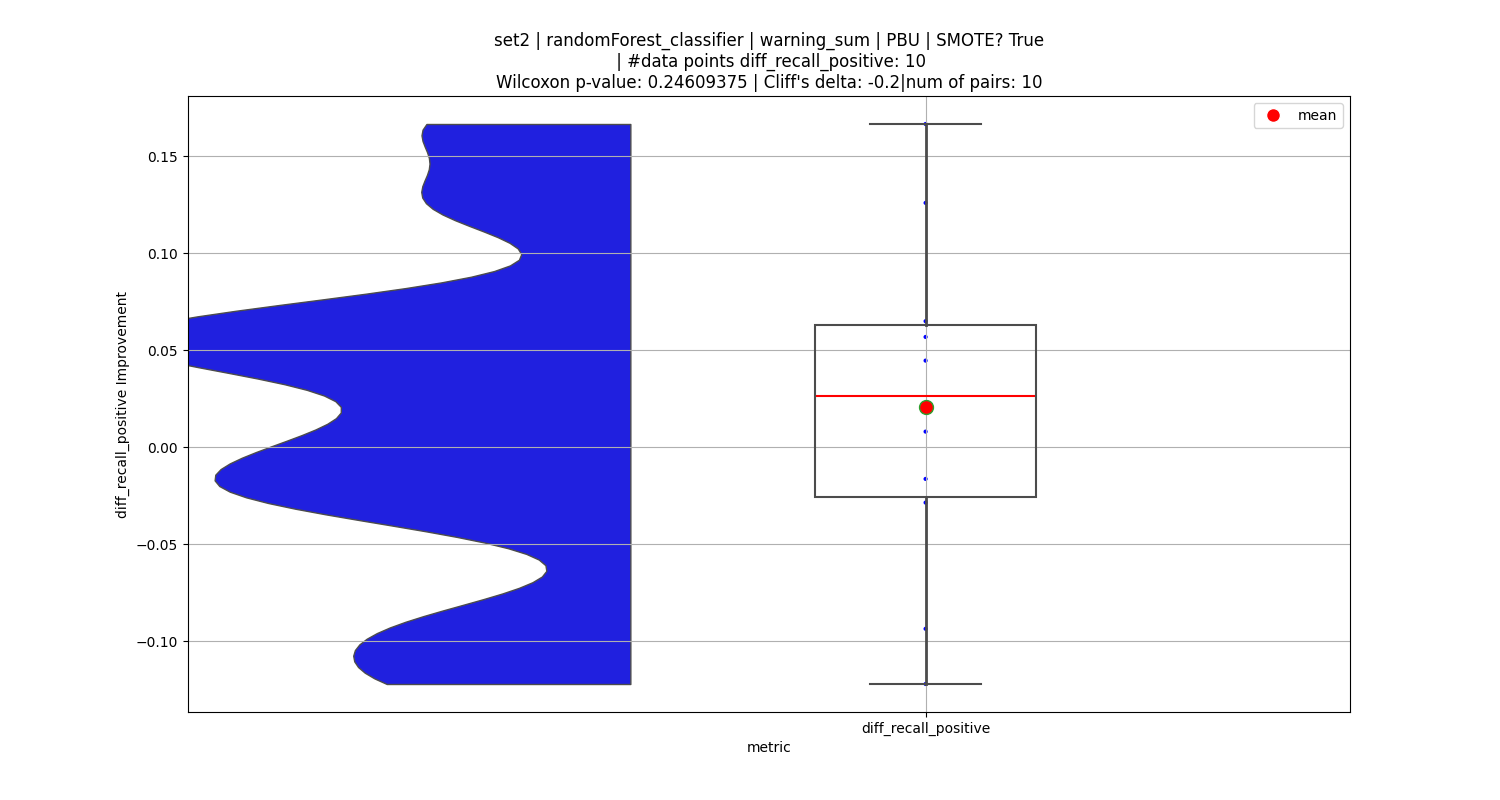 set2 | randomForest_classifier | warning_sum | PBU | SMOTE? True
| #data points diff_recall_positive: 10
Wilcoxon p-value: 0.24609375 | Cliff's delta: -0.2|num of pairs: 10
mean
0.15
0.10
0.05
0.00
−0.05
−0.10
diff_recall_positive Improvement
diff_recall_positive
metric